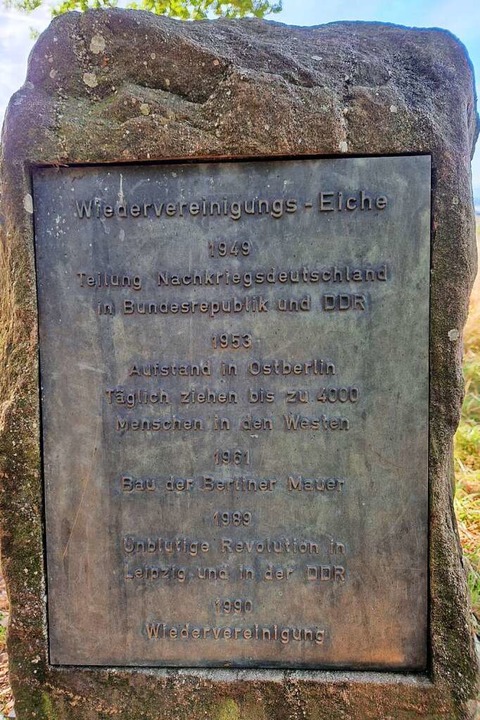 Wiedervereinigungs-Eiche
1949
Teilung Nachkriegsdeutschland
in Bundesrepublik und DDR
1953
Aufstand in Ostberlin
Täglich ziehen bis zu 4000
Menschen in den Westen
1961
Bau der Berliner Mauer
1989
Unblutige Revolution in
Leipzig und in der DDR
1990
Wiedervereinigung